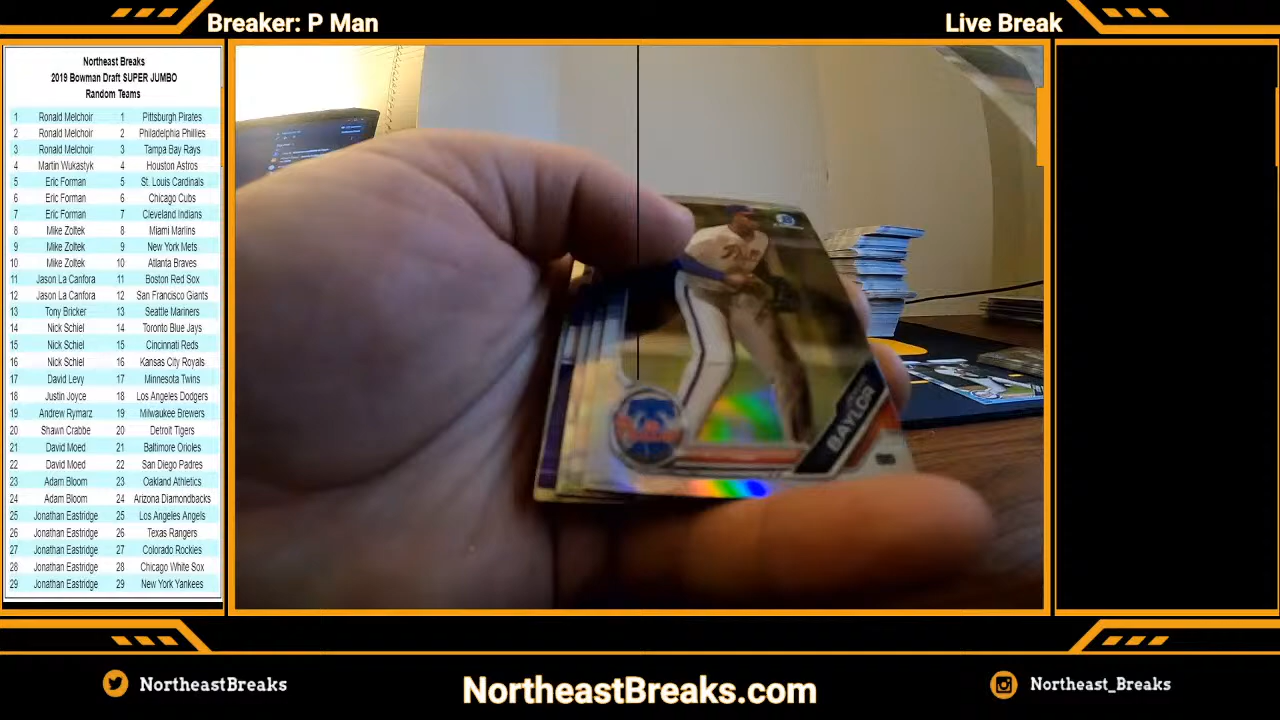 Breaker: P Man
Live Break
Northeast Breaks
2019 Bowman Draft SUPER JUMBO
Random Teams
1 Ronald Melchoir 1 Pittsburgh Pirates
2 Ronald Melchoir 2 Philadelphia Phillies
3 Ronald Melchoir 3 Tampa Bay Rays
4 Martin Wukastyk 4 Houston Astros
5 Eric Forman 5 St. Louis Cardinals
6 Eric Forman 6 Chicago Cubs
7 Eric Forman 7 Cleveland Indians
8 Mike Zoltek 8 Miami Marlins
9 Mike Zoltek 9 New York Mets
10 Mike Zoltek 10 Atlanta Braves
11 Jason La Canfora 11 Boston Red Sox
12 Jason La Canfora 12 San Francisco Giants
13 Tony Bricker 13 Seattle Mariners
14 Nick Schiel 14 Toronto Blue Jays
15 Nick Schiel 15 Cincinnati Reds
16 Nick Schiel 16 Kansas City Royals
17 David Levy 17 Minnesota Twins
18 Justin Joyce 18 Los Angeles Dodgers
19 Andrew Rymarz 19 Milwaukee Brewers
20 Shawn Crabbe 20 Detroit Tigers
21 David Moed 21 Baltimore Orioles
22 David Moed 22 San Diego Padres
23 Adam Bloom 23 Oakland Athletics
24 Adam Bloom 24 Arizona Diamondbacks
25 Jonathan Eastridge 25 Los Angeles Angels
26 Jonathan Eastridge 26 Texas Rangers
27 Jonathan Eastridge 27 Colorado Rockies
28 Jonathan Eastridge 28 Chicago White Sox
29 Jonathan Eastridge 29 New York Yankees
BAYLOR
NortheastBreaks
NortheastBreaks.com
Northeast_Breaks